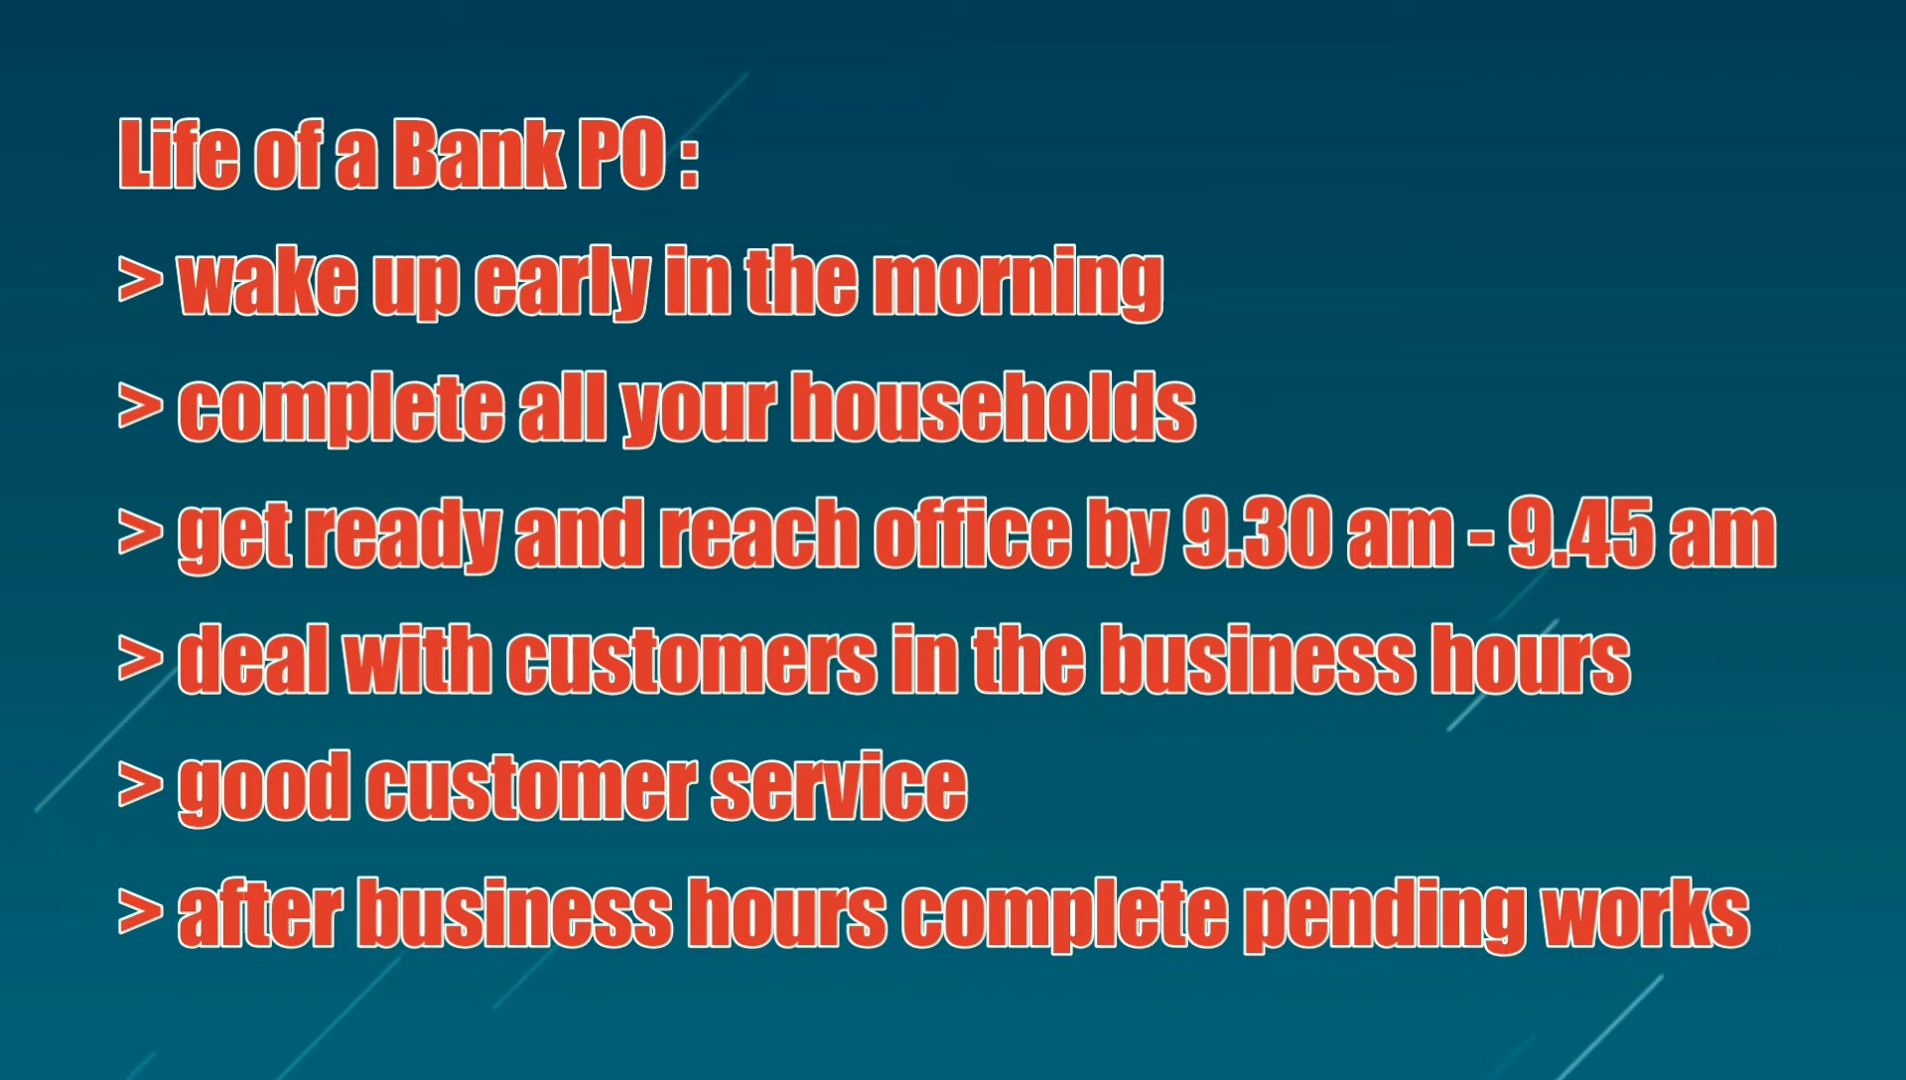 Life of a Bank PO :
> wake up early in the morning
> complete all your households
> get ready and reach office by 9.30 am - 9.45 am
> deal with customers in the business hours
> good customer service
> after business hours complete pending works